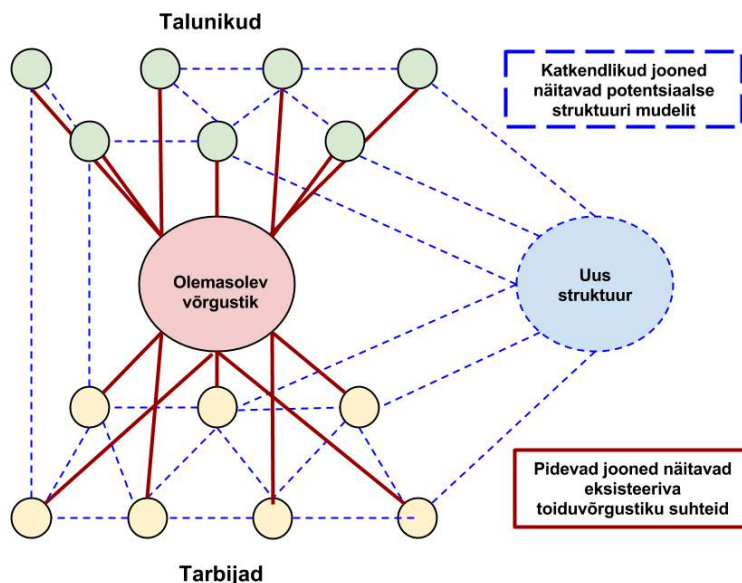 Talunikud
Katkendlikud jooned
näitavad potentsiaalse
struktuuri mudelit
Olemasolev
võrgustik
Uus
struktuur
Pidevad jooned näitavad
eksisteeriva
toiduvõrgustiku suhteid
Tarbijad